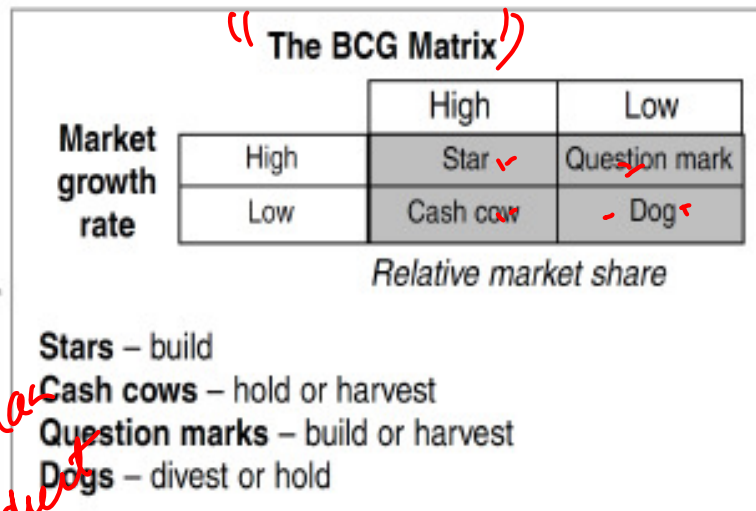 The BCG Matrix
High Low
Market growth rate
High Star Question mark
Low Cash cow Dog
Relative market share
Stars – build
Cash cows – hold or harvest
Question marks – build or harvest
Dogs – divest or hold